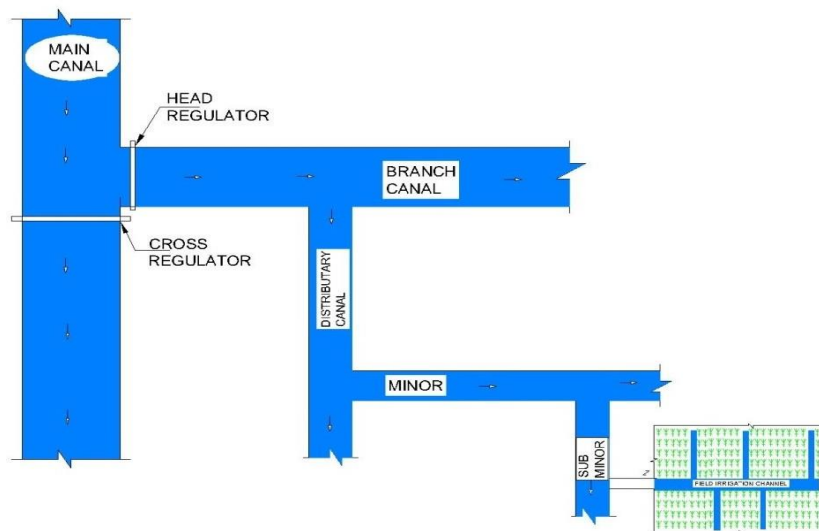 MAIN
CANAL
HEAD
REGULATOR
BRANCH
CANAL
CROSS
REGULATOR
DISTRIBUTARY
CANAL
MINOR
SUB
MINOR
FIELD IRRIGATION CHANNEL